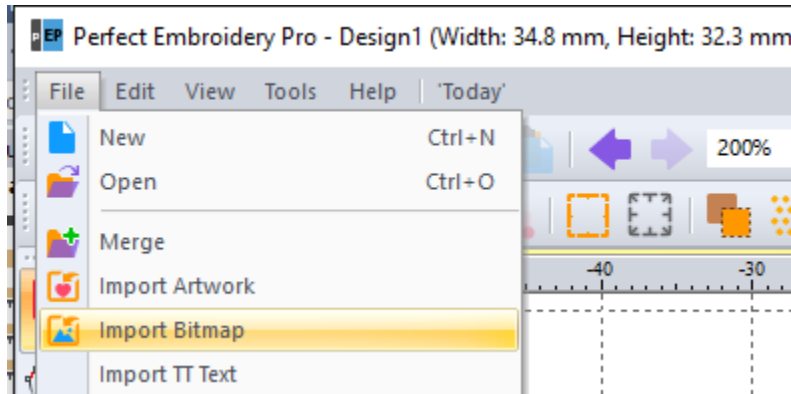 pEP Perfect Embroidery Pro - Design1 (Width: 34.8 mm, Height: 32.3 mm
File Edit View Tools Help 'Today'
New Ctrl+N
200%
Open Ctrl+O
Merge
-40 -30
Import Artwork
Import Bitmap
Import TT Text